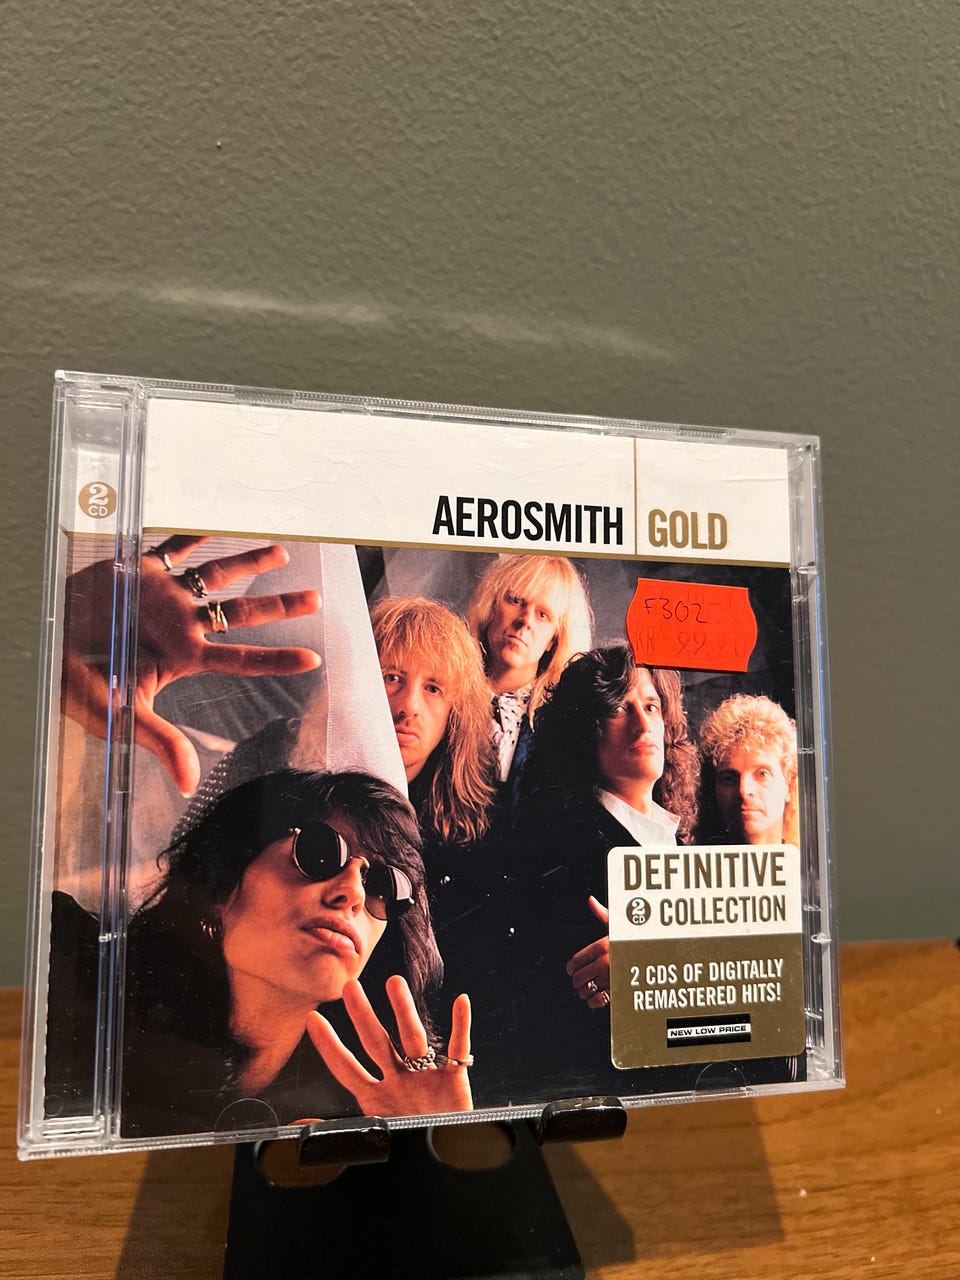 2
CD
AEROSMITH GOLD
F302
KR 99.90
DEFINITIVE
2 CD COLLECTION
2 CDS OF DIGITALLY
REMASTERED HITS!
NEW LOW PRICE